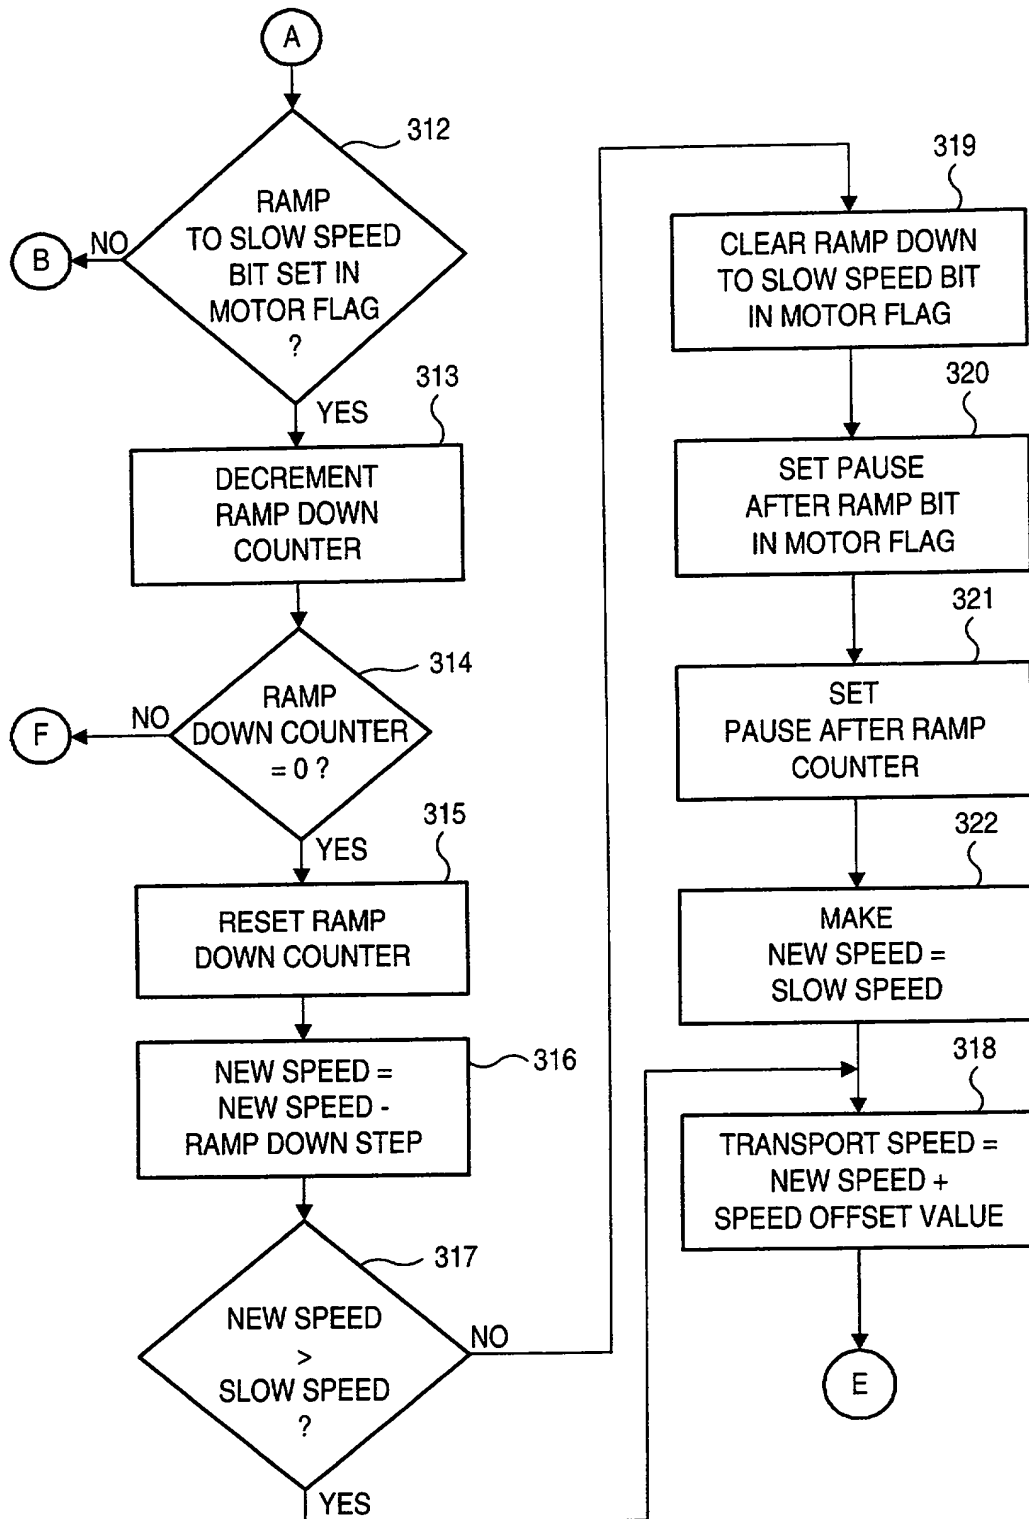 A
312
RAMP
TO SLOW SPEED
BIT SET IN
MOTOR FLAG
?
NO
B
YES
313
DECREMENT
RAMP DOWN
COUNTER
314
RAMP
DOWN COUNTER
= 0 ?
NO
F
YES
315
RESET RAMP
DOWN COUNTER
316
NEW SPEED =
NEW SPEED -
RAMP DOWN STEP
317
NEW SPEED
>
SLOW SPEED
?
NO
YES
319
CLEAR RAMP DOWN
TO SLOW SPEED BIT
IN MOTOR FLAG
320
SET PAUSE
AFTER RAMP BIT
IN MOTOR FLAG
321
SET
PAUSE AFTER RAMP
COUNTER
322
MAKE
NEW SPEED =
SLOW SPEED
318
TRANSPORT SPEED =
NEW SPEED +
SPEED OFFSET VALUE
E